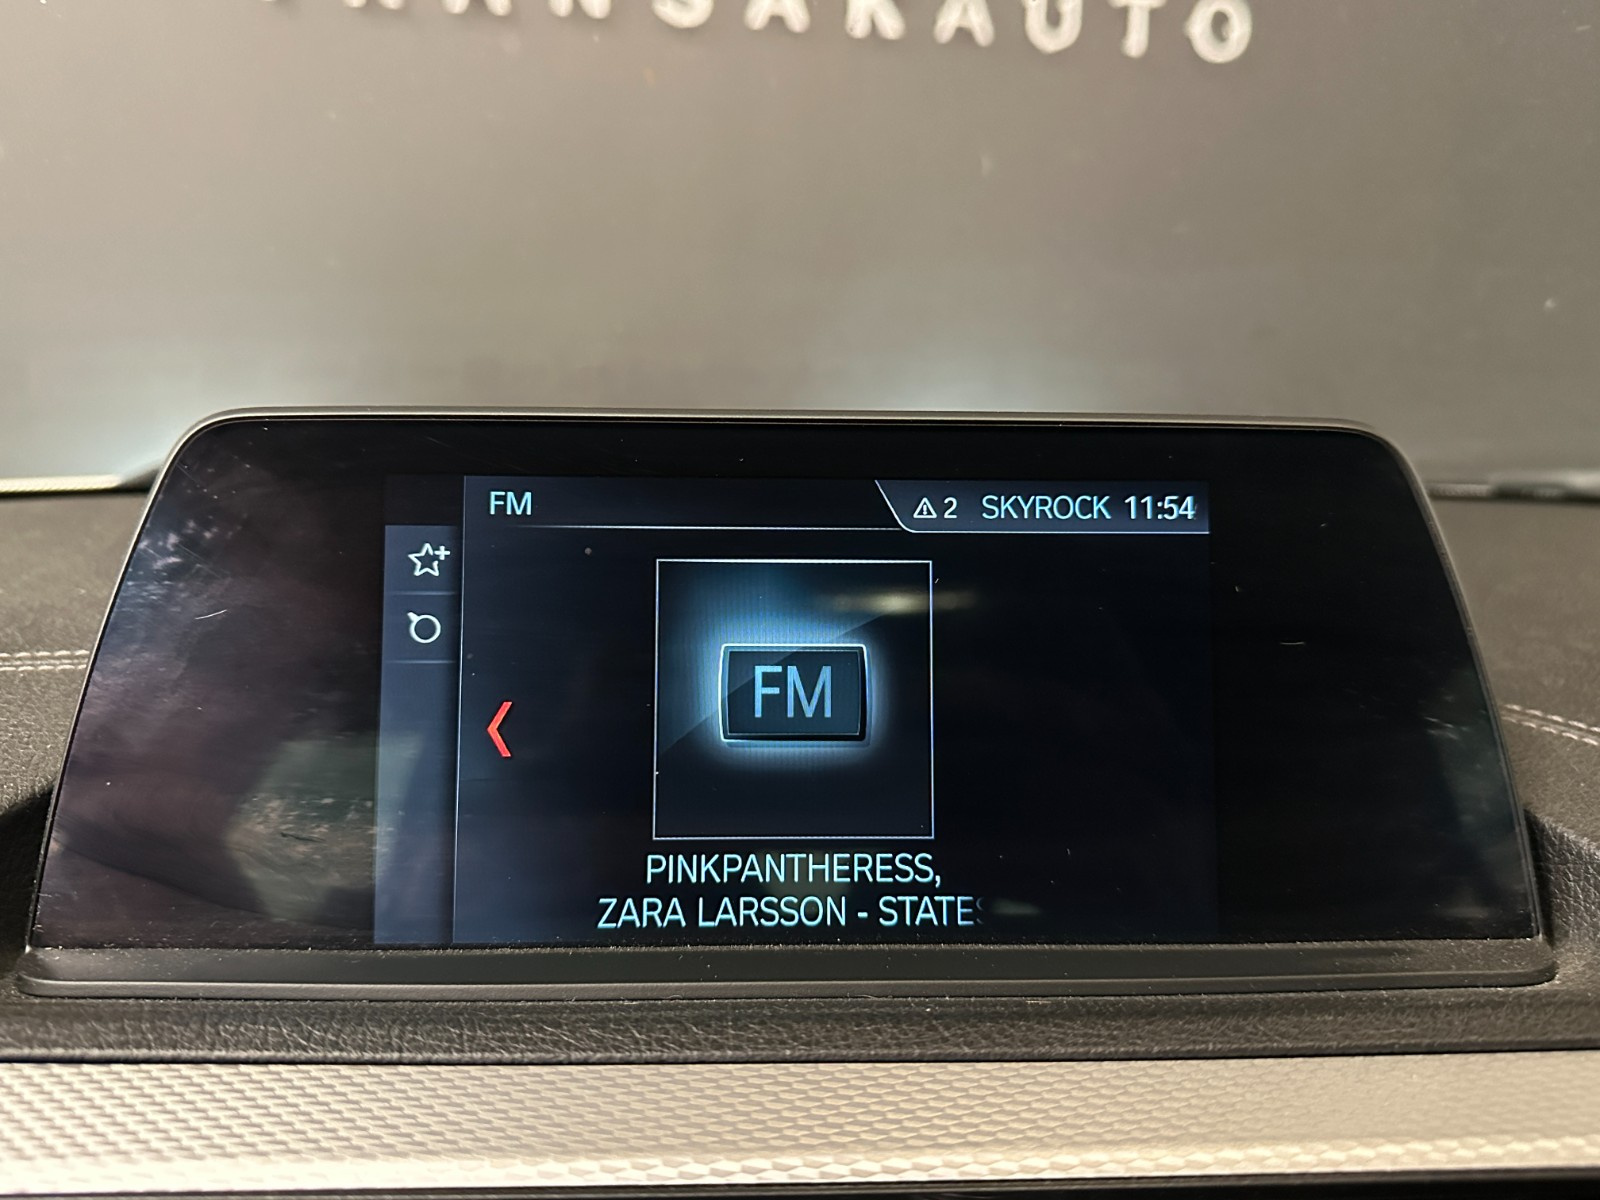 FM
⚠ 2 SKYROCK 11:54
FM
PINKPANTHERESS,
ZARA LARSSON - STATES